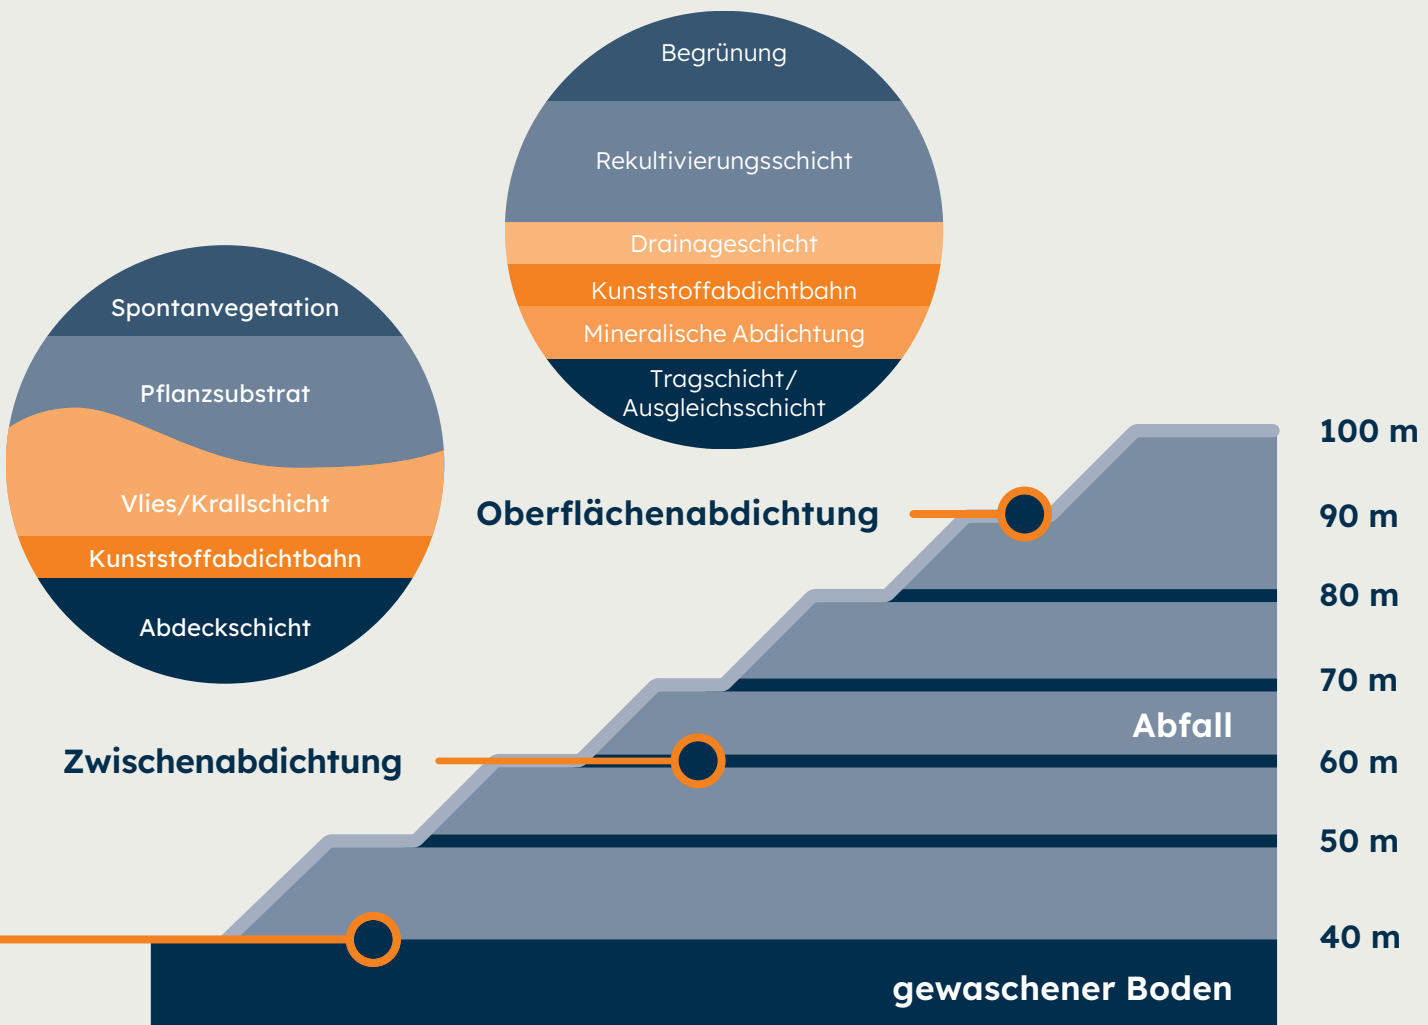 Begrünung
Rekultivierungsschicht
Drainageschicht
Kunststoffabdichtbahn
Mineralische Abdichtung
Tragschicht/
Ausgleichsschicht
Spontanvegetation
Pflanzsubstrat
Vlies/Krallschicht
Kunststoffabdichtbahn
Abdeckschicht
Oberflächenabdichtung
Zwischenabdichtung
100 m
90 m
80 m
70 m
Abfall
60 m
50 m
40 m
gewaschener Boden